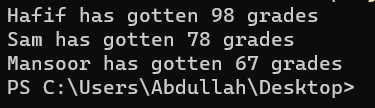 Hafif has gotten 98 grades
Sam has gotten 78 grades
Mansoor has gotten 67 grades
PS C:\Users\Abdullah\Desktop>